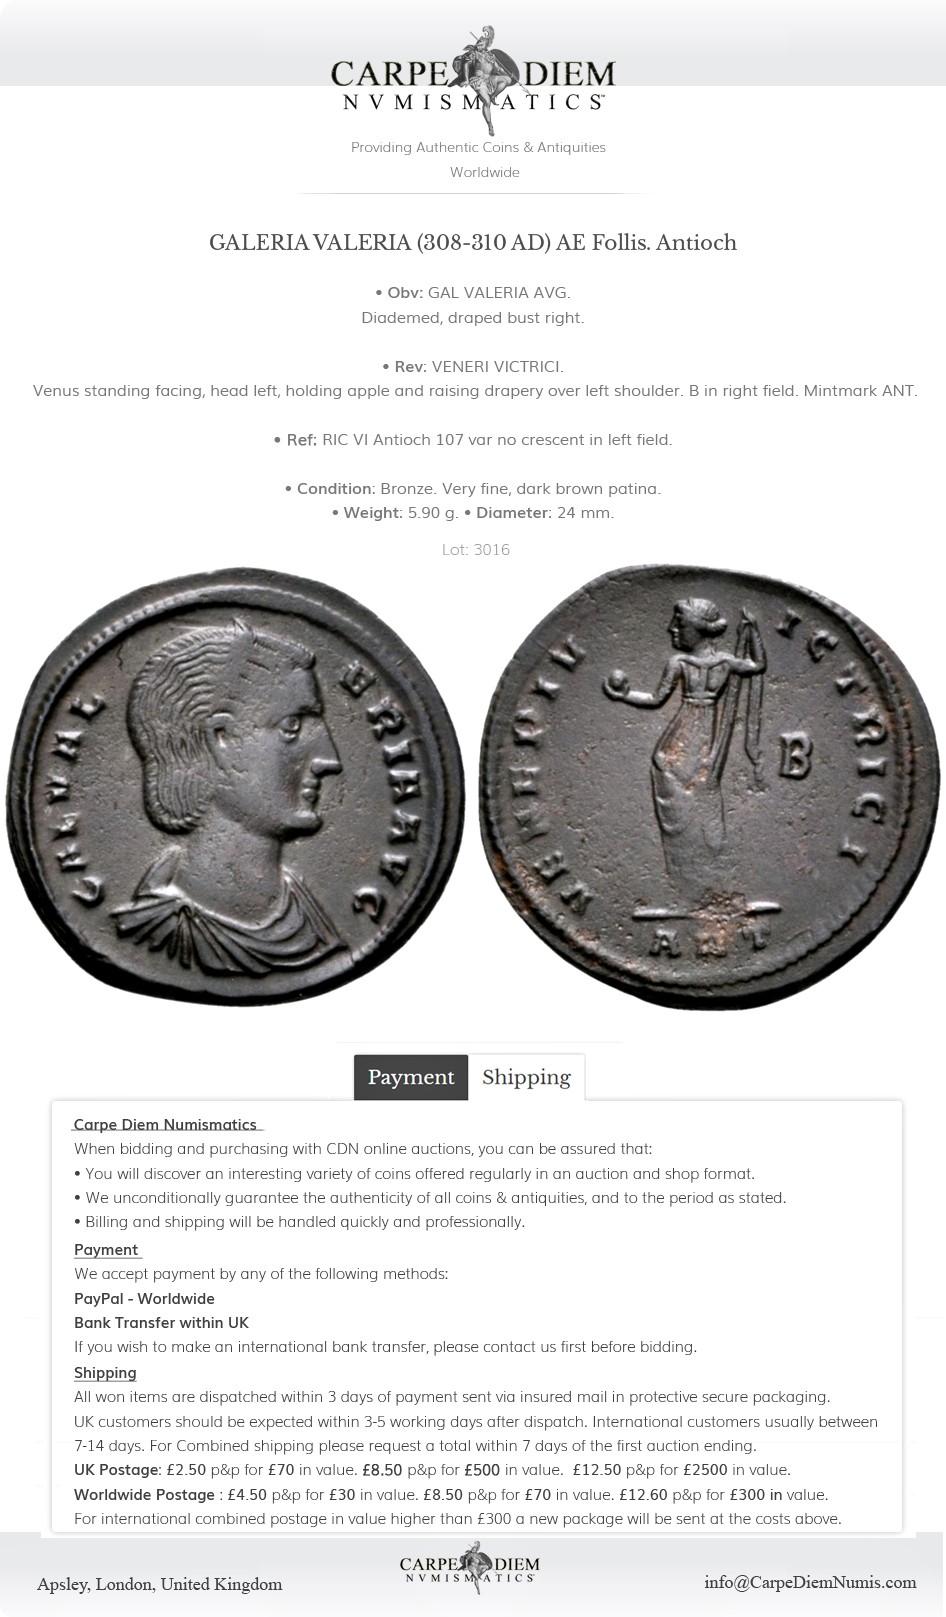 CARPE DIEM
NVMISMATICS™
Providing Authentic Coins & Antiquities
Worldwide
GALERIA VALERIA (308-310 AD) AE Follis. Antioch
• Obv: GAL VALERIA AVG.
Diademed, draped bust right.
• Rev: VENERI VICTRICI.
Venus standing facing, head left, holding apple and raising drapery over left shoulder. B in right field. Mintmark ANT.
• Ref: RIC VI Antioch 107 var no crescent in left field.
• Condition: Bronze. Very fine, dark brown patina.
• Weight: 5.90 g. • Diameter: 24 mm.
Lot: 3016
GAL VAL ERIA AVG
VENERI V ICTRICI
B
ANT
Payment Shipping
Carpe Diem Numismatics
When bidding and purchasing with CDN online auctions, you can be assured that:
• You will discover an interesting variety of coins offered regularly in an auction and shop format.
• We unconditionally guarantee the authenticity of all coins & antiquities, and to the period as stated.
• Billing and shipping will be handled quickly and professionally.
Payment
We accept payment by any of the following methods:
PayPal - Worldwide
Bank Transfer within UK
If you wish to make an international bank transfer, please contact us first before bidding.
Shipping
All won items are dispatched within 3 days of payment sent via insured mail in protective secure packaging.
UK customers should be expected within 3-5 working days after dispatch. International customers usually between
7-14 days. For Combined shipping please request a total within 7 days of the first auction ending.
UK Postage: £2.50 p&p for £70 in value. £8.50 p&p for £500 in value. £12.50 p&p for £2500 in value.
Worldwide Postage : £4.50 p&p for £30 in value. £8.50 p&p for £70 in value. £12.60 p&p for £300 in value.
For international combined postage in value higher than £300 a new package will be sent at the costs above.
CARPE DIEM
NVMISMATICS
Apsley, London, United Kingdom
info@CarpeDiemNumis.com